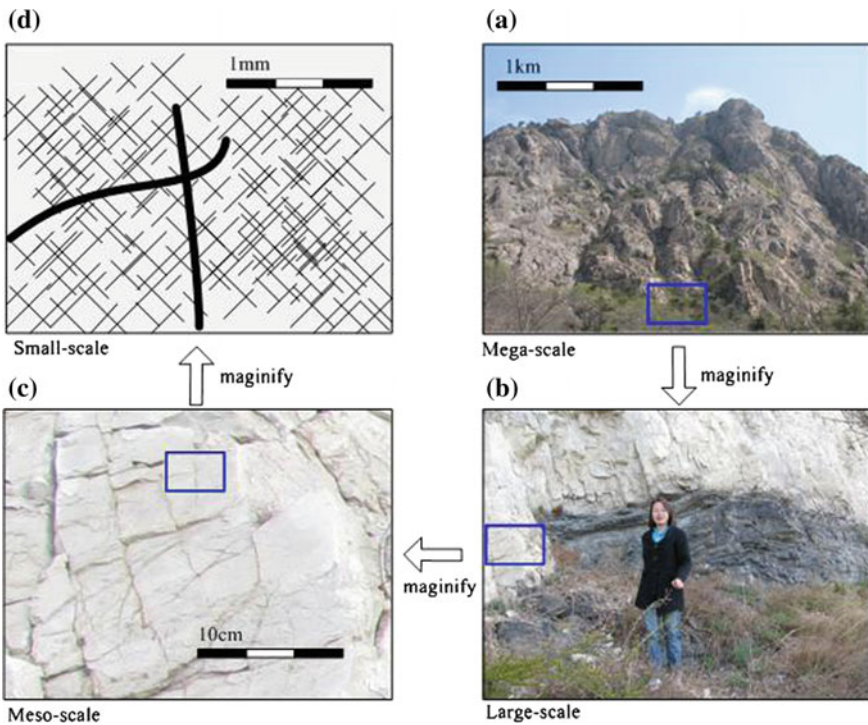 (d)
(a)
1mm
1km
Small-scale
Mega-scale
maginify
maginify
(c)
(b)
10cm
maginify
Meso-scale
Large-scale